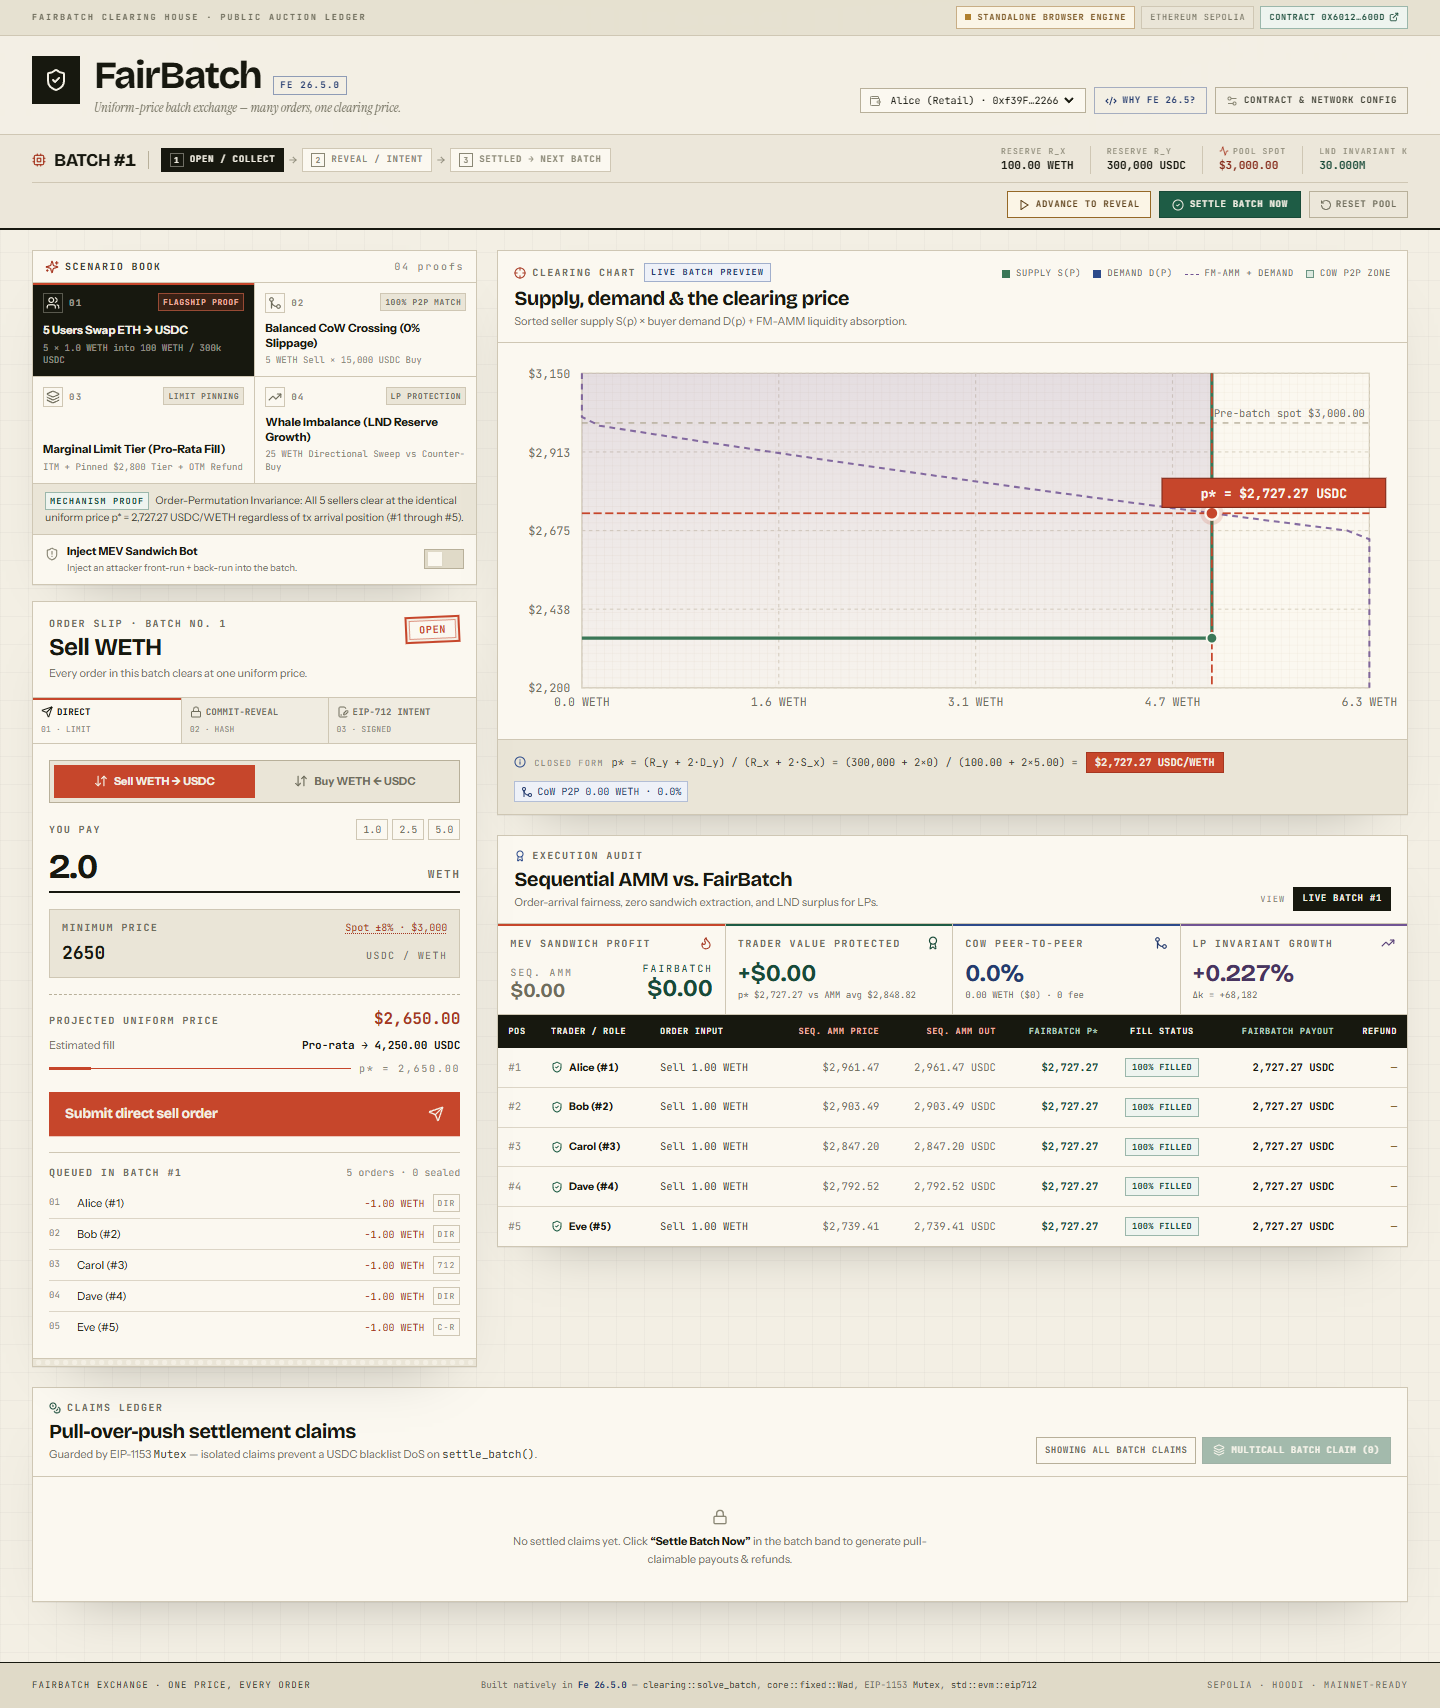 FAIRBATCH CLEARING HOUSE · PUBLIC AUCTION LEDGER
STANDALONE BROWSER ENGINE
ETHEREUM SEPOLIA
CONTRACT 0X6012…600D
FairBatch
FE 26.5.0
Uniform-price batch exchange — many orders, one clearing price.
Alice (Retail) · 0xf39F…2266
WHY FE 26.5?
CONTRACT & NETWORK CONFIG
BATCH #1
1 OPEN / COLLECT
→
2 REVEAL / INTENT
→
3 SETTLED → NEXT BATCH
RESERVE R_X
100.00 WETH
RESERVE R_Y
300,000 USDC
POOL SPOT
$3,000.00
LND INVARIANT K
30.000M
ADVANCE TO REVEAL
SETTLE BATCH NOW
RESET POOL
SCENARIO BOOK
04 proofs
01
FLAGSHIP PROOF
5 Users Swap ETH → USDC
5 × 1.0 WETH into 100 WETH / 300k
USDC
02
100% P2P MATCH
Balanced CoW Crossing (0%
Slippage)
5 WETH Sell × 15,000 USDC Buy
03
LIMIT PINNING
Marginal Limit Tier (Pro-Rata Fill)
ITM + Pinned $2,800 Tier + OTM Refund
04
LP PROTECTION
Whale Imbalance (LND Reserve
Growth)
25 WETH Directional Sweep vs Counter-
Buy
MECHANISM PROOF Order-Permutation Invariance: All 5 sellers clear at the identical
uniform price p* = 2,727.27 USDC/WETH regardless of tx arrival position (#1 through #5).
Inject MEV Sandwich Bot
Inject an attacker front-run + back-run into the batch.
ORDER SLIP · BATCH NO. 1
Sell WETH
Every order in this batch clears at one uniform price.
OPEN
DIRECT
01 · LIMIT
COMMIT-REVEAL
02 · HASH
EIP-712 INTENT
03 · SIGNED
Sell WETH → USDC
Buy WETH ← USDC
YOU PAY
1.0
2.5
5.0
2.0
WETH
MINIMUM PRICE
Spot ±8% · $3,000
2650
USDC / WETH
PROJECTED UNIFORM PRICE
$2,650.00
Estimated fill
Pro-rata → 4,250.00 USDC
p* = 2,650.00
Submit direct sell order
QUEUED IN BATCH #1
5 orders · 0 sealed
01 Alice (#1) -1.00 WETH DIR
02 Bob (#2) -1.00 WETH DIR
03 Carol (#3) -1.00 WETH 712
04 Dave (#4) -1.00 WETH DIR
05 Eve (#5) -1.00 WETH C-R
CLEARING CHART
LIVE BATCH PREVIEW
SUPPLY S(P)
DEMAND D(P)
FM-AMM + DEMAND
COW P2P ZONE
Supply, demand & the clearing price
Sorted seller supply S(p) × buyer demand D(p) + FM-AMM liquidity absorption.
$3,150
Pre-batch spot $3,000.00
$2,913
p* = $2,727.27 USDC
$2,675
$2,438
$2,200
0.0 WETH
1.6 WETH
3.1 WETH
4.7 WETH
6.3 WETH
CLOSED FORM p* = (R_y + 2·D_y) / (R_x + 2·S_x) = (300,000 + 2×0) / (100.00 + 2×5.00) = $2,727.27 USDC/WETH
CoW P2P 0.00 WETH · 0.0%
EXECUTION AUDIT
Sequential AMM vs. FairBatch
Order-arrival fairness, zero sandwich extraction, and LND surplus for LPs.
VIEW
LIVE BATCH #1
MEV SANDWICH PROFIT
SEQ. AMM
$0.00
FAIRBATCH
$0.00
TRADER VALUE PROTECTED
+$0.00
p* $2,727.27 vs AMM avg $2,848.82
COW PEER-TO-PEER
0.0%
0.00 WETH ($0) · 0 fee
LP INVARIANT GROWTH
+0.227%
Δk = +68,182
POS TRADER / ROLE ORDER INPUT SEQ. AMM PRICE SEQ. AMM OUT FAIRBATCH P* FILL STATUS FAIRBATCH PAYOUT REFUND
#1 Alice (#1) Sell 1.00 WETH $2,961.47 2,961.47 USDC $2,727.27 100% FILLED 2,727.27 USDC —
#2 Bob (#2) Sell 1.00 WETH $2,903.49 2,903.49 USDC $2,727.27 100% FILLED 2,727.27 USDC —
#3 Carol (#3) Sell 1.00 WETH $2,847.20 2,847.20 USDC $2,727.27 100% FILLED 2,727.27 USDC —
#4 Dave (#4) Sell 1.00 WETH $2,792.52 2,792.52 USDC $2,727.27 100% FILLED 2,727.27 USDC —
#5 Eve (#5) Sell 1.00 WETH $2,739.41 2,739.41 USDC $2,727.27 100% FILLED 2,727.27 USDC —
CLAIMS LEDGER
Pull-over-push settlement claims
Guarded by EIP-1153 Mutex — isolated claims prevent a USDC blacklist DoS on settle_batch().
SHOWING ALL BATCH CLAIMS
MULTICALL BATCH CLAIM (0)
No settled claims yet. Click “Settle Batch Now” in the batch band to generate pull-
claimable payouts & refunds.
FAIRBATCH EXCHANGE · ONE PRICE, EVERY ORDER
Built natively in Fe 26.5.0 — clearing::solve_batch, core::fixed::Wad, EIP-1153 Mutex, std::evm::eip712
SEPOLIA · HOODI · MAINNET-READY